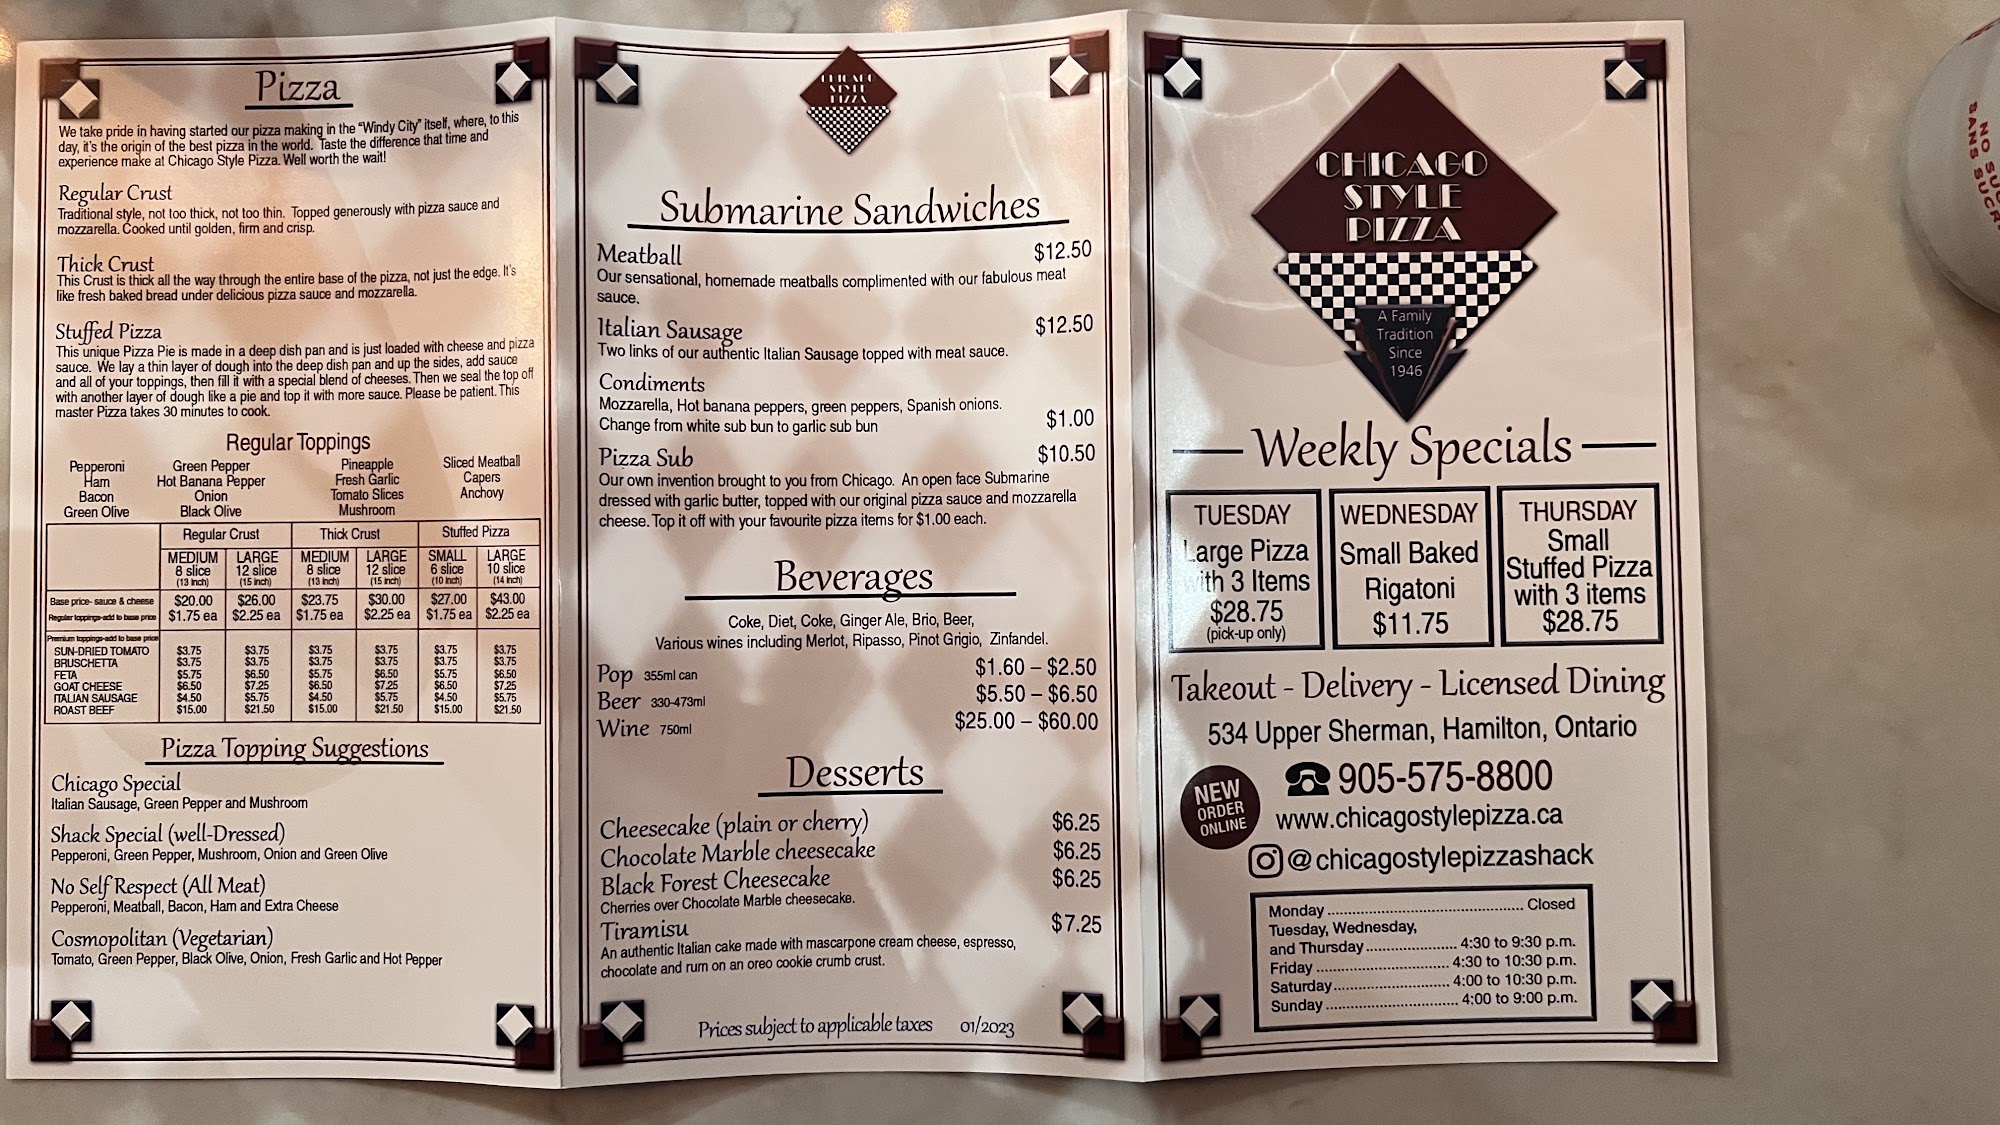 Pizza
We take pride in having started our pizza making in the "Windy City" itself, where, to this
day, it's the origin of the best pizza in the world. Taste the difference that time and
experience make at Chicago Style Pizza. Well worth the wait!
Regular Crust
Traditional style, not too thick, not too thin. Topped generously with pizza sauce and
mozzarella. Cooked until golden, firm and crisp.
Thick Crust
This Crust is thick all the way through the entire base of the pizza, not just the edge. It's
like fresh baked bread under delicious pizza sauce and mozzarella.
Stuffed Pizza
This unique Pizza Pie is made in a deep dish pan and is just loaded with cheese and pizza
sauce. We lay a thin layer of dough into the deep dish pan and up the sides, add sauce
and all of your toppings, then fill it with a special blend of cheeses. Then we seal the top off
with another layer of dough like a pie and top it with more sauce. Please be patient. This
master Pizza takes 30 minutes to cook.
Regular Toppings
Pepperoni Green Pepper Pineapple Sliced Meatball
Ham Hot Banana Pepper Fresh Garlic Capers
Bacon Onion Tomato Slices Anchovy
Green Olive Black Olive Mushroom
Regular Crust Thick Crust Stuffed Pizza
MEDIUM LARGE MEDIUM LARGE SMALL LARGE
8 slice 12 slice 8 slice 12 slice 6 slice 10 slice
(13 inch) (15 inch) (13 inch) (15 inch) (10 inch) (14 inch)
Base price- sauce & cheese $20.00 $26.00 $23.75 $30.00 $27.00 $43.00
Regular toppings-add to base price $1.75 ea $2.25 ea $1.75 ea $2.25 ea $1.75 ea $2.25 ea
Premium toppings-add to base price
SUN-DRIED TOMATO $3.75 $3.75 $3.75 $3.75 $3.75 $3.75
BRUSCHETTA $3.75 $3.75 $3.75 $3.75 $3.75 $3.75
FETA $5.75 $6.50 $5.75 $6.50 $5.75 $6.50
GOAT CHEESE $6.50 $7.25 $6.50 $7.25 $6.50 $7.25
ITALIAN SAUSAGE $4.50 $5.75 $4.50 $5.75 $4.50 $5.75
ROAST BEEF $15.00 $21.50 $15.00 $21.50 $15.00 $21.50
Pizza Topping Suggestions
Chicago Special
Italian Sausage, Green Pepper and Mushroom
Shack Special (well-Dressed)
Pepperoni, Green Pepper, Mushroom, Onion and Green Olive
No Self Respect (All Meat)
Pepperoni, Meatball, Bacon, Ham and Extra Cheese
Cosmopolitan (Vegetarian)
Tomato, Green Pepper, Black Olive, Onion, Fresh Garlic and Hot Pepper
CHICAGO
STYLE
PIZZA
Submarine Sandwiches
Meatball $12.50
Our sensational, homemade meatballs complimented with our fabulous meat
sauce.
Italian Sausage $12.50
Two links of our authentic Italian Sausage topped with meat sauce.
Condiments
Mozzarella, Hot banana peppers, green peppers, Spanish onions.
Change from white sub bun to garlic sub bun $1.00
Pizza Sub $10.50
Our own invention brought to you from Chicago. An open face Submarine
dressed with garlic butter, topped with our original pizza sauce and mozzarella
cheese. Top it off with your favourite pizza items for $1.00 each.
Beverages
Coke, Diet, Coke, Ginger Ale, Brio, Beer,
Various wines including Merlot, Ripasso, Pinot Grigio, Zinfandel.
Pop 355ml can $1.60 – $2.50
Beer 330-473ml $5.50 – $6.50
Wine 750ml $25.00 – $60.00
Desserts
Cheesecake (plain or cherry) $6.25
Chocolate Marble cheesecake $6.25
Black Forest Cheesecake $6.25
Cherries over Chocolate Marble cheesecake.
Tiramisu $7.25
An authentic Italian cake made with mascarpone cream cheese, espresso,
chocolate and rum on an oreo cookie crumb crust.
Prices subject to applicable taxes 01/2023
CHICAGO
STYLE
PIZZA
A Family
Tradition
Since
1946
Weekly Specials
TUESDAY
Large Pizza
with 3 Items
$28.75
(pick-up only)
WEDNESDAY
Small Baked
Rigatoni
$11.75
THURSDAY
Small
Stuffed Pizza
with 3 items
$28.75
Takeout - Delivery - Licensed Dining
534 Upper Sherman, Hamilton, Ontario
905-575-8800
NEW
ORDER
ONLINE
www.chicagostylepizza.ca
@chicagostylepizzashack
Monday ........ Closed
Tuesday, Wednesday,
and Thursday ........ 4:30 to 9:30 p.m.
Friday ........ 4:30 to 10:30 p.m.
Saturday ........ 4:00 to 10:30 p.m.
Sunday ........ 4:00 to 9:00 p.m.
NO
SANS